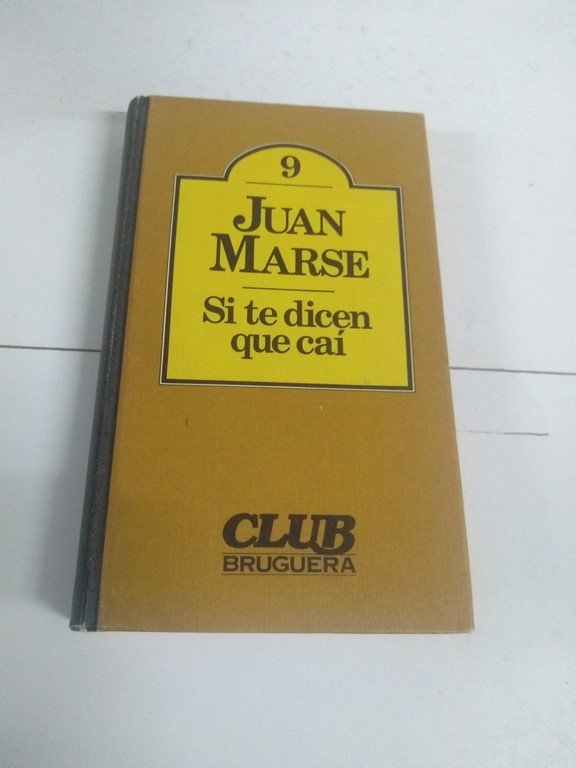 9
JUAN
MARSE
Si te dicen
que caí
CLUB
BRUGUERA